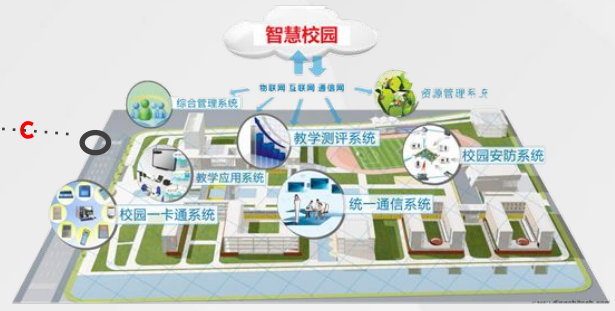 智慧校园
物联网 互联网 通信网
综合管理系统
资源管理系统
C
教学测评系统
校园安防系统
教学应用系统
校园一卡通系统
统一通信系统